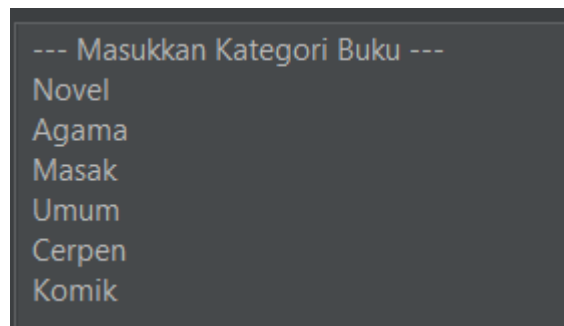 --- Masukkan Kategori Buku ---
Novel
Agama
Masak
Umum
Cerpen
Komik